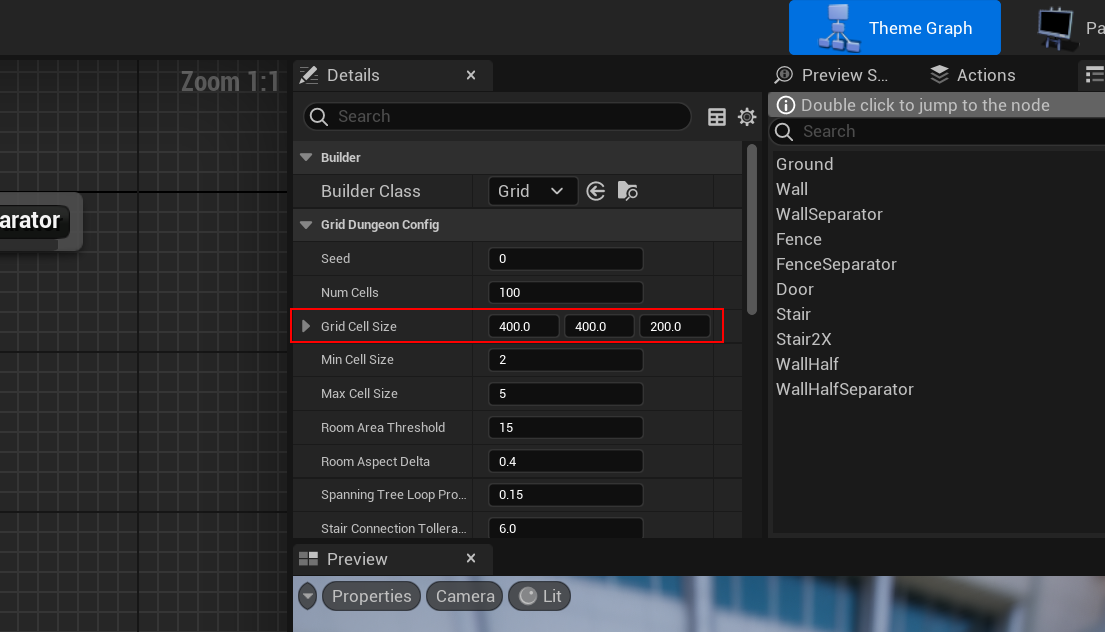 Theme Graph
Pa
Zoom 1:1
Details
Preview S...
Actions
Search
Double click to jump to the node
Search
Builder
Builder Class Grid
Grid Dungeon Config
Seed 0
Num Cells 100
Grid Cell Size 400.0 400.0 200.0
Min Cell Size 2
Max Cell Size 5
Room Area Threshold 15
Room Aspect Delta 0.4
Spanning Tree Loop Pro... 0.15
Stair Connection Tollera... 6.0
arator
Ground
Wall
WallSeparator
Fence
FenceSeparator
Door
Stair
Stair2X
WallHalf
WallHalfSeparator
Preview
Properties Camera Lit